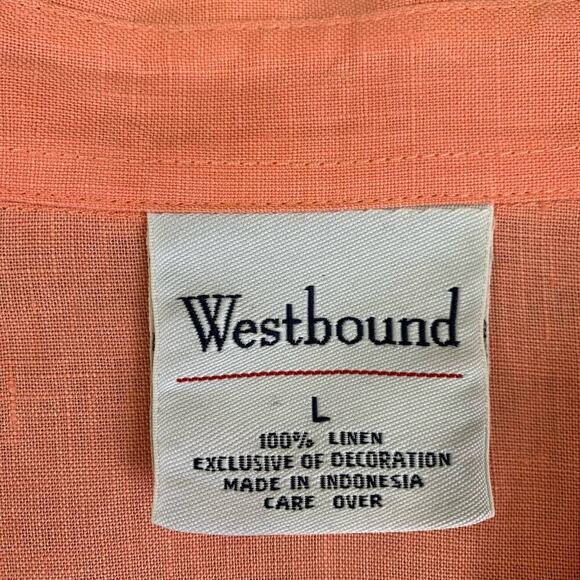 Westbound
L
100% LINEN
EXCLUSIVE OF DECORATION
MADE IN INDONESIA
CARE OVER